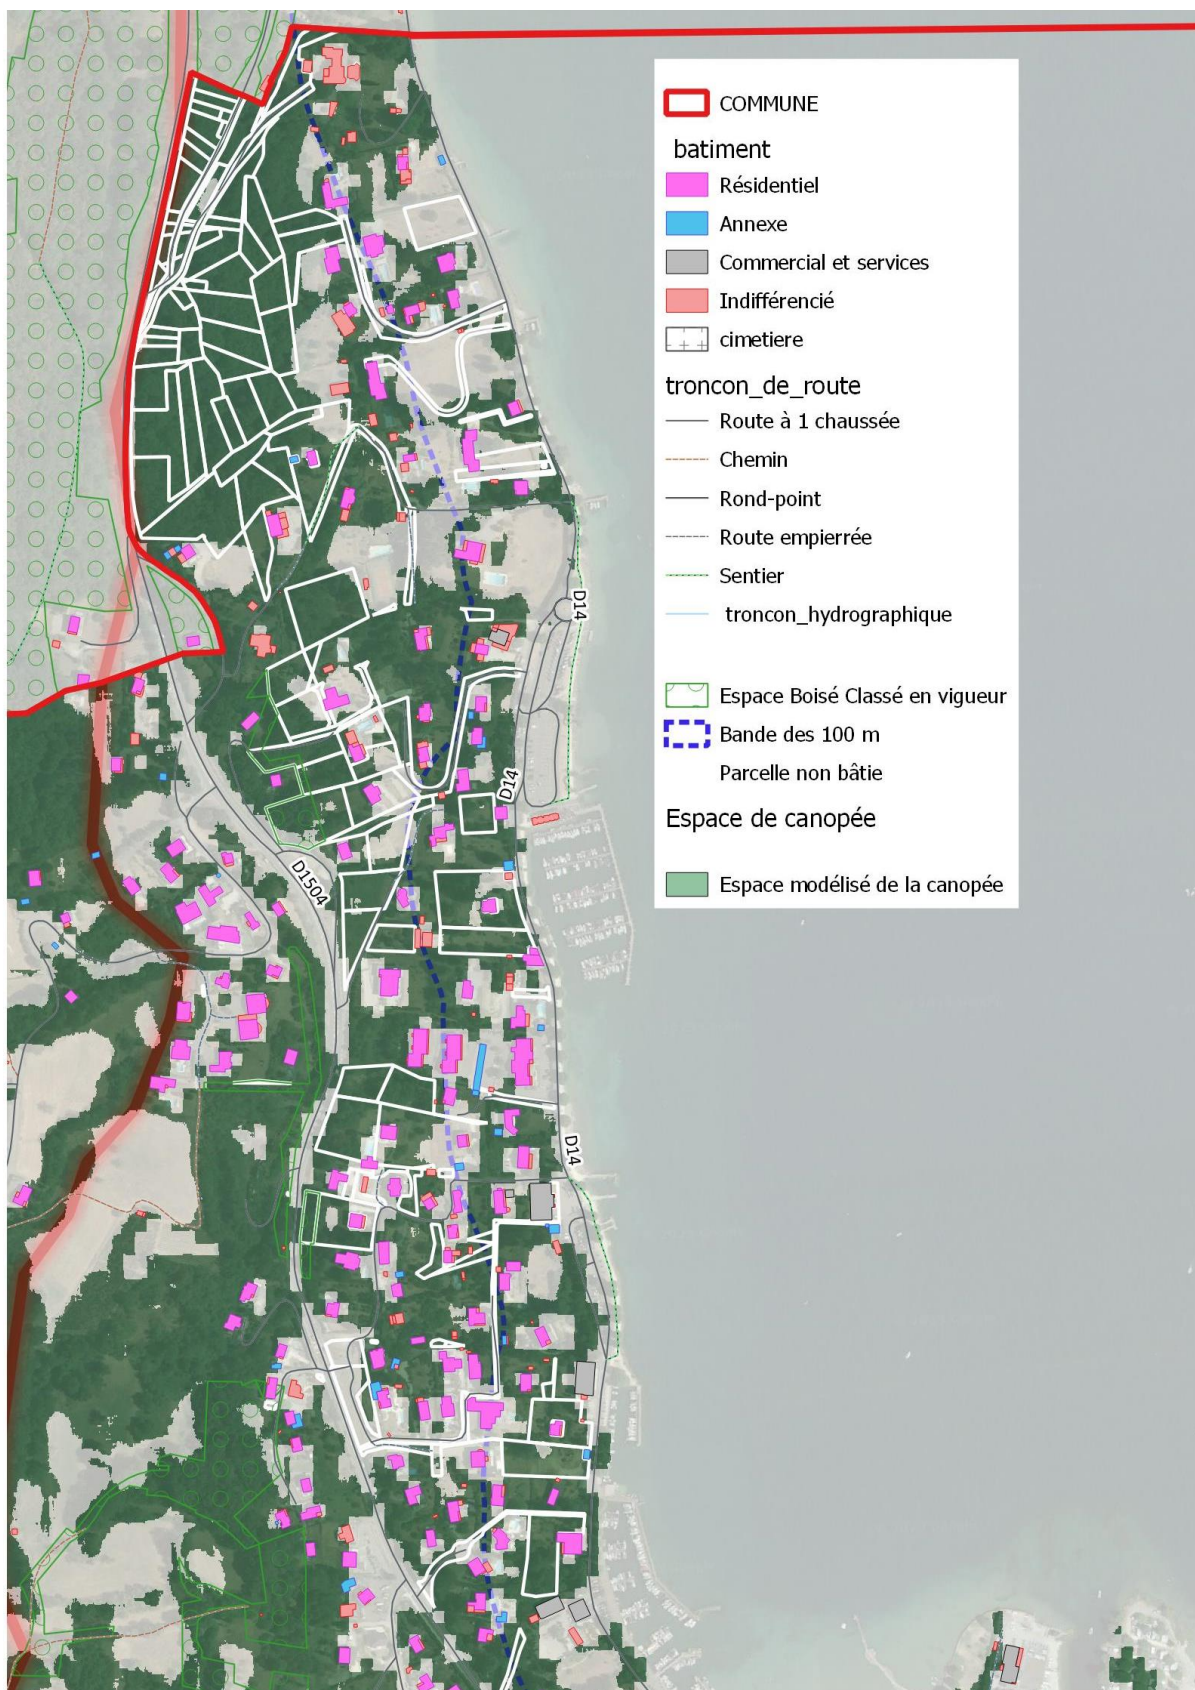 COMMUNE
batiment
Résidentiel
Annexe
Commercial et services
Indifférencié
cimetiere
troncon_de_route
Route à 1 chaussée
Chemin
Rond-point
Route empierrée
Sentier
troncon_hydrographique
Espace Boisé Classé en vigueur
Bande des 100 m
Parcelle non bâtie
Espace de canopée
Espace modélisé de la canopée
D14
D14
D1504
D14